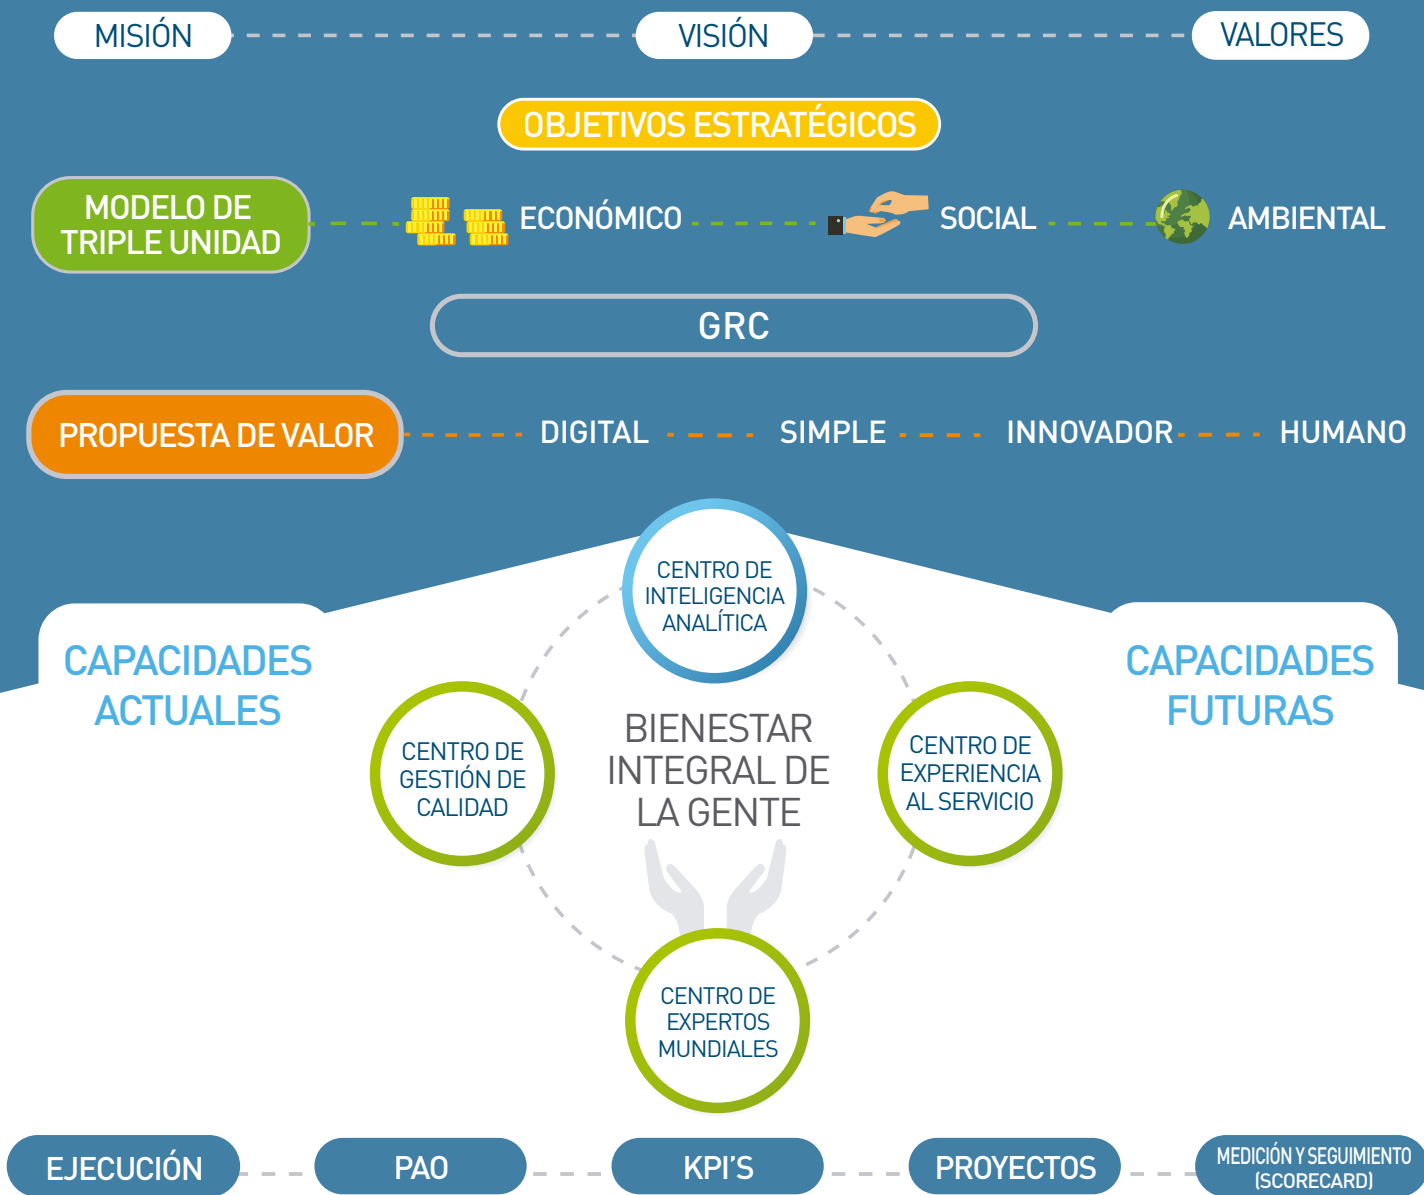 MISIÓN
VISIÓN
VALORES
OBJETIVOS ESTRATÉGICOS
MODELO DE
TRIPLE UNIDAD
ECONÓMICO
SOCIAL
AMBIENTAL
GRC
PROPUESTA DE VALOR
DIGITAL
SIMPLE
INNOVADOR
HUMANO
CENTRO DE
INTELIGENCIA
ANALÍTICA
CAPACIDADES
ACTUALES
CAPACIDADES
FUTURAS
CENTRO DE
GESTIÓN DE
CALIDAD
BIENESTAR
INTEGRAL DE
LA GENTE
CENTRO DE
EXPERIENCIA
AL SERVICIO
CENTRO DE
EXPERTOS
MUNDIALES
EJECUCIÓN
PAO
KPI'S
PROYECTOS
MEDICIÓN Y SEGUIMIENTO
(SCORECARD)